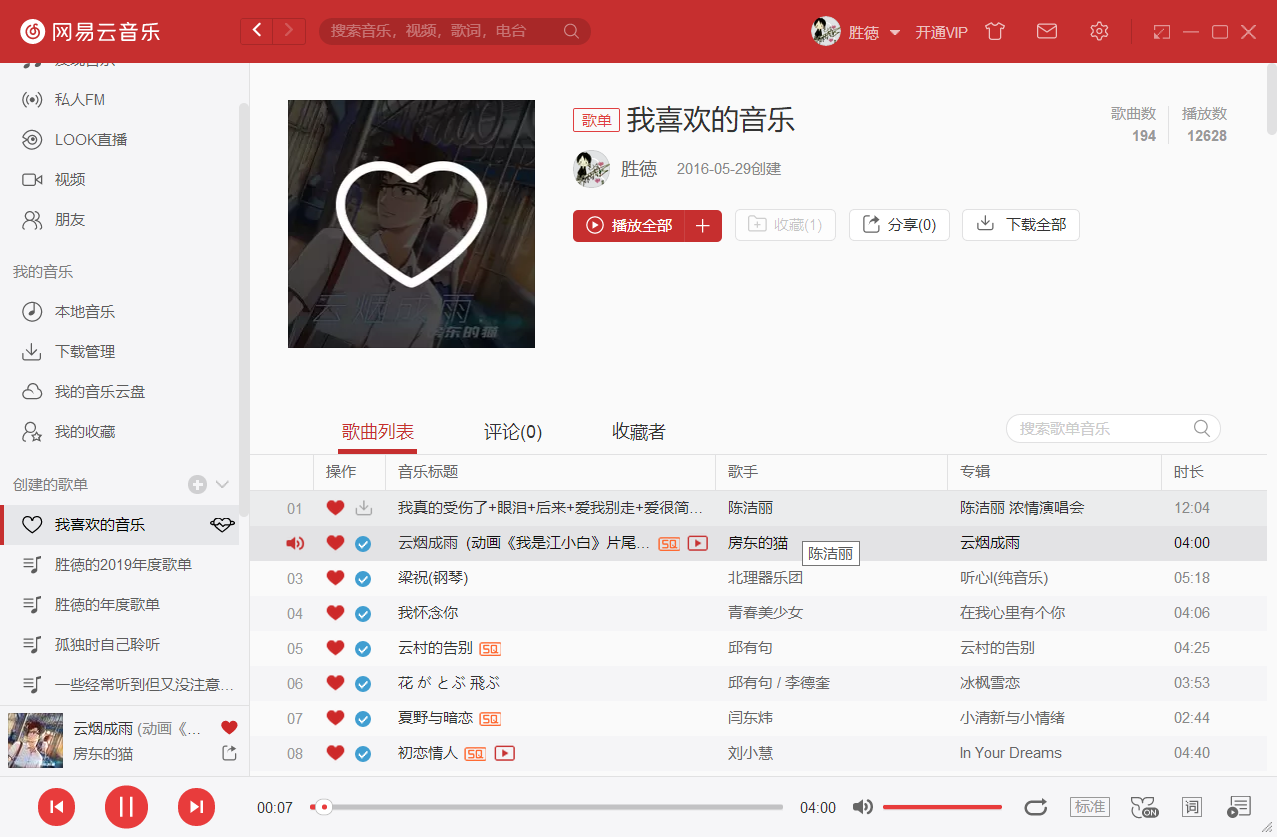 网易云音乐
搜索音乐，视频，歌词，电台
胜徳
开通VIP
私人FM
LOOK直播
视频
朋友
我的音乐
本地音乐
下载管理
我的音乐云盘
我的收藏
创建的歌单
我喜欢的音乐
胜徳的2019年度歌单
胜徳的年度歌单
孤独时自己聆听
一些经常听到但又没注意...
云烟成雨 (动画《...
房东的猫
云烟成雨
房东的猫
歌单 我喜欢的音乐
歌曲数 播放数
194 12628
胜徳 2016-05-29创建
播放全部 收藏(1) 分享(0) 下载全部
歌曲列表 评论(0) 收藏者
搜索歌单音乐
操作 音乐标题 歌手 专辑 时长
01 我真的受伤了+眼泪+后来+爱我别走+爱很简... 陈洁丽 陈洁丽 浓情演唱会 12:04
云烟成雨 (动画《我是江小白》片尾... SQ 房东的猫 云烟成雨 04:00
陈洁丽
03 梁祝(钢琴) 北理器乐团 听心I(纯音乐) 05:18
04 我怀念你 青春美少女 在我心里有个你 04:06
05 云村的告别 SQ 邱有句 云村的告别 04:25
06 花 が とぶ 飛ぶ 邱有句 / 李德奎 冰枫雪恋 03:53
07 夏野与暗恋 SQ 闫东炜 小清新与小情绪 02:44
08 初恋情人 SQ 刘小慧 In Your Dreams 04:40
00:07 04:00 标准 ON 词